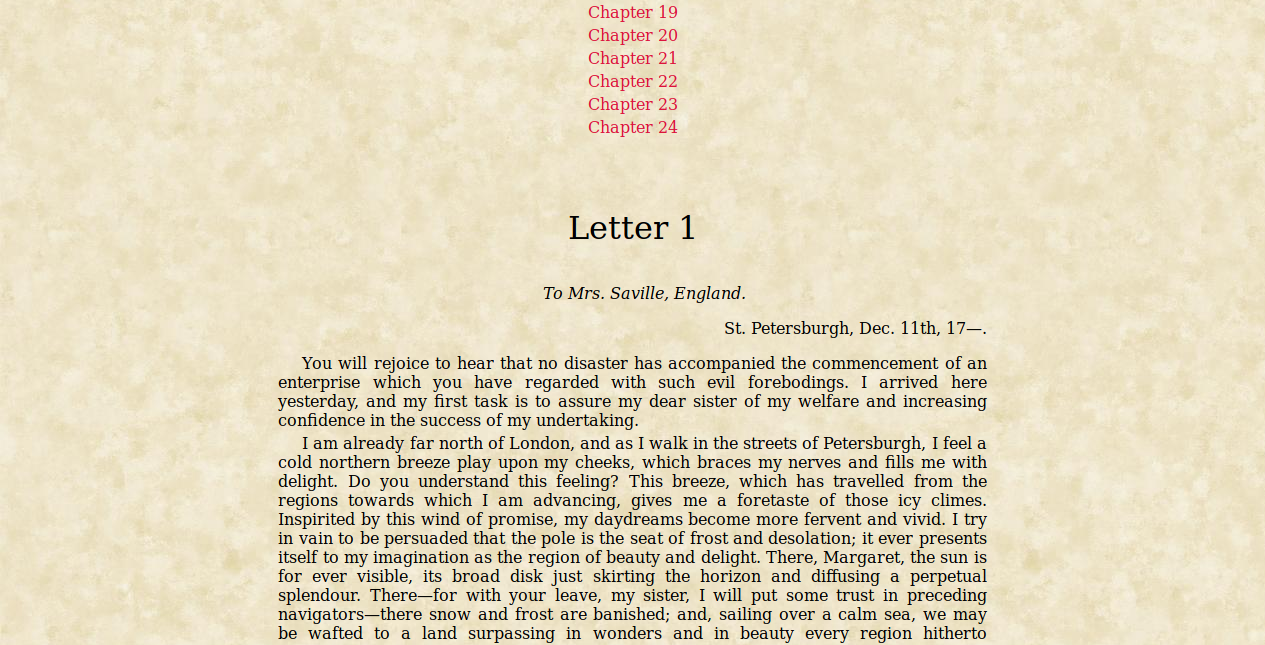 Chapter 19
Chapter 20
Chapter 21
Chapter 22
Chapter 23
Chapter 24
Letter 1
To Mrs. Saville, England.
St. Petersburgh, Dec. 11th, 17—.
You will rejoice to hear that no disaster has accompanied the commencement of an
enterprise which you have regarded with such evil forebodings. I arrived here
yesterday, and my first task is to assure my dear sister of my welfare and increasing
confidence in the success of my undertaking.
I am already far north of London, and as I walk in the streets of Petersburgh, I feel a
cold northern breeze play upon my cheeks, which braces my nerves and fills me with
delight. Do you understand this feeling? This breeze, which has travelled from the
regions towards which I am advancing, gives me a foretaste of those icy climes.
Inspirited by this wind of promise, my daydreams become more fervent and vivid. I try
in vain to be persuaded that the pole is the seat of frost and desolation; it ever presents
itself to my imagination as the region of beauty and delight. There, Margaret, the sun is
for ever visible, its broad disk just skirting the horizon and diffusing a perpetual
splendour. There—for with your leave, my sister, I will put some trust in preceding
navigators—there snow and frost are banished; and, sailing over a calm sea, we may
be wafted to a land surpassing in wonders and in beauty every region hitherto